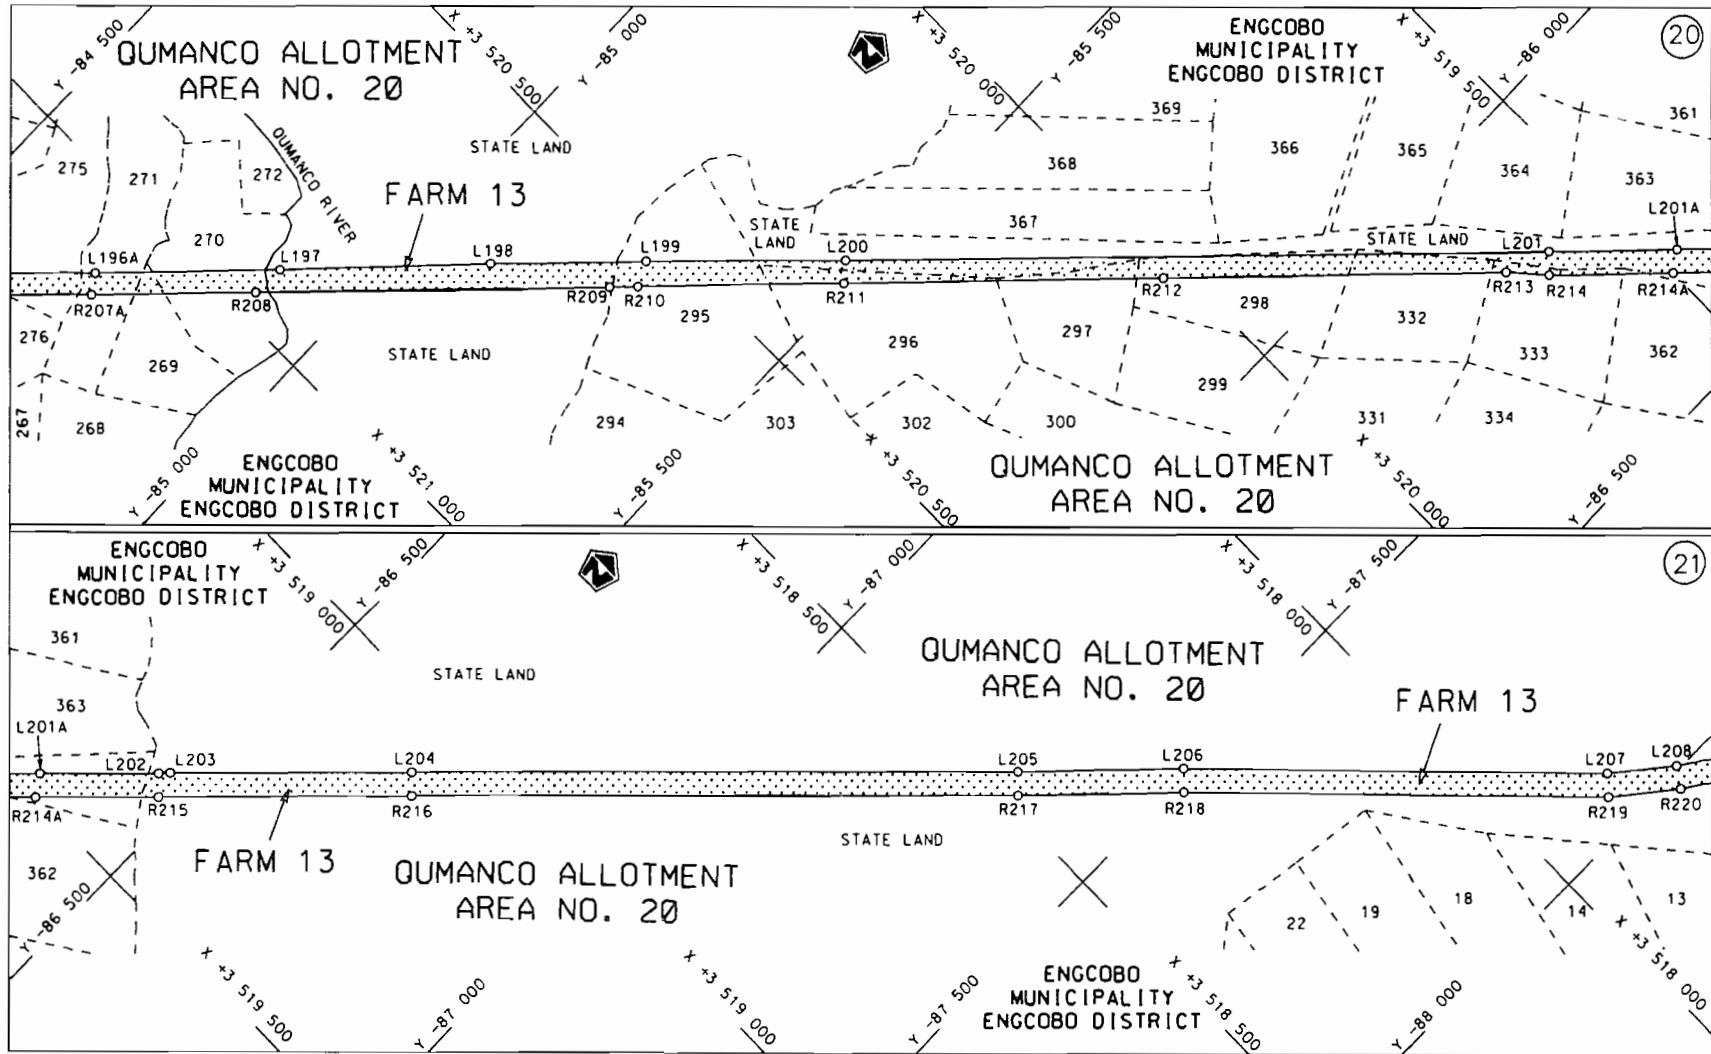 Y -84 500
X +3 520 500
Y -85 000
X +3 520 000
Y -85 500
X +3 519 500
Y -86 000
20
QUMANCO ALLOTMENT
AREA NO. 20
ENGCOBO
MUNICIPALITY
ENGCOBO DISTRICT
369
361
275
271
272
QUMANCO RIVER
STATE LAND
368
366
365
364
363
FARM 13
270
STATE
LAND
367
STATE LAND
L196A
L197
L198
L199
L200
L201
L201A
R207A
R208
R209
R210
R211
R212
R213
R214
R214A
276
269
STATE LAND
295
296
297
298
332
333
362
299
267
268
294
303
302
300
331
334
Y -85 000
ENGCOBO
MUNICIPALITY
ENGCOBO DISTRICT
X +3 521 000
Y -85 500
X +3 520 500
QUMANCO ALLOTMENT
AREA NO. 20
X +3 520 000
Y -86 500
ENGCOBO
MUNICIPALITY
ENGCOBO DISTRICT
X +3 519 000
Y -86 500
X +3 518 500
Y -87 000
X +3 518 000
Y -87 500
21
361
STATE LAND
QUMANCO ALLOTMENT
AREA NO. 20
363
FARM 13
L201A
L202
L203
L204
L205
L206
L207
L208
R214A
R215
R216
R217
R218
R219
R220
STATE LAND
362
FARM 13
QUMANCO ALLOTMENT
AREA NO. 20
22
19
18
14
13
Y -86 500
X +3 519 500
Y -87 000
X +3 519 000
Y -87 500
ENGCOBO
MUNICIPALITY
ENGCOBO DISTRICT
X +3 518 500
Y -88 000
X +3 518 000